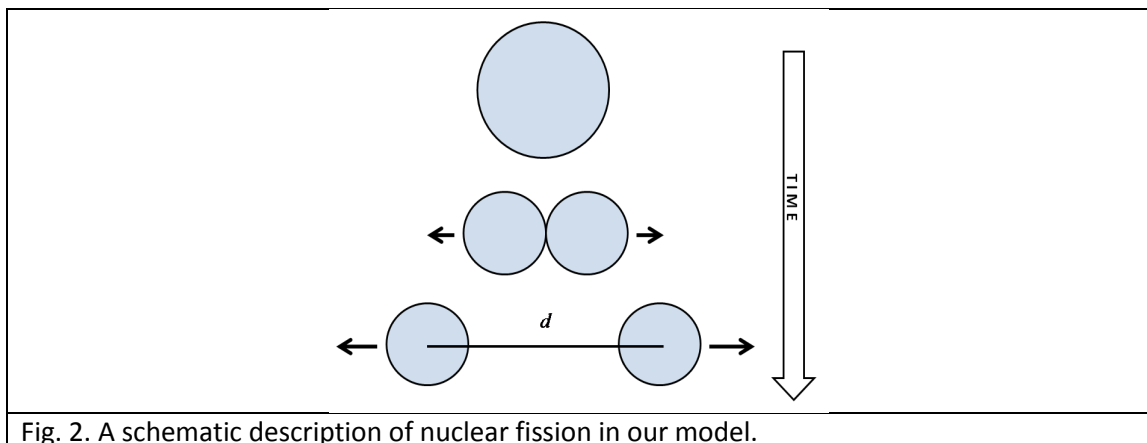 TIME
d
Fig. 2. A schematic description of nuclear fission in our model.